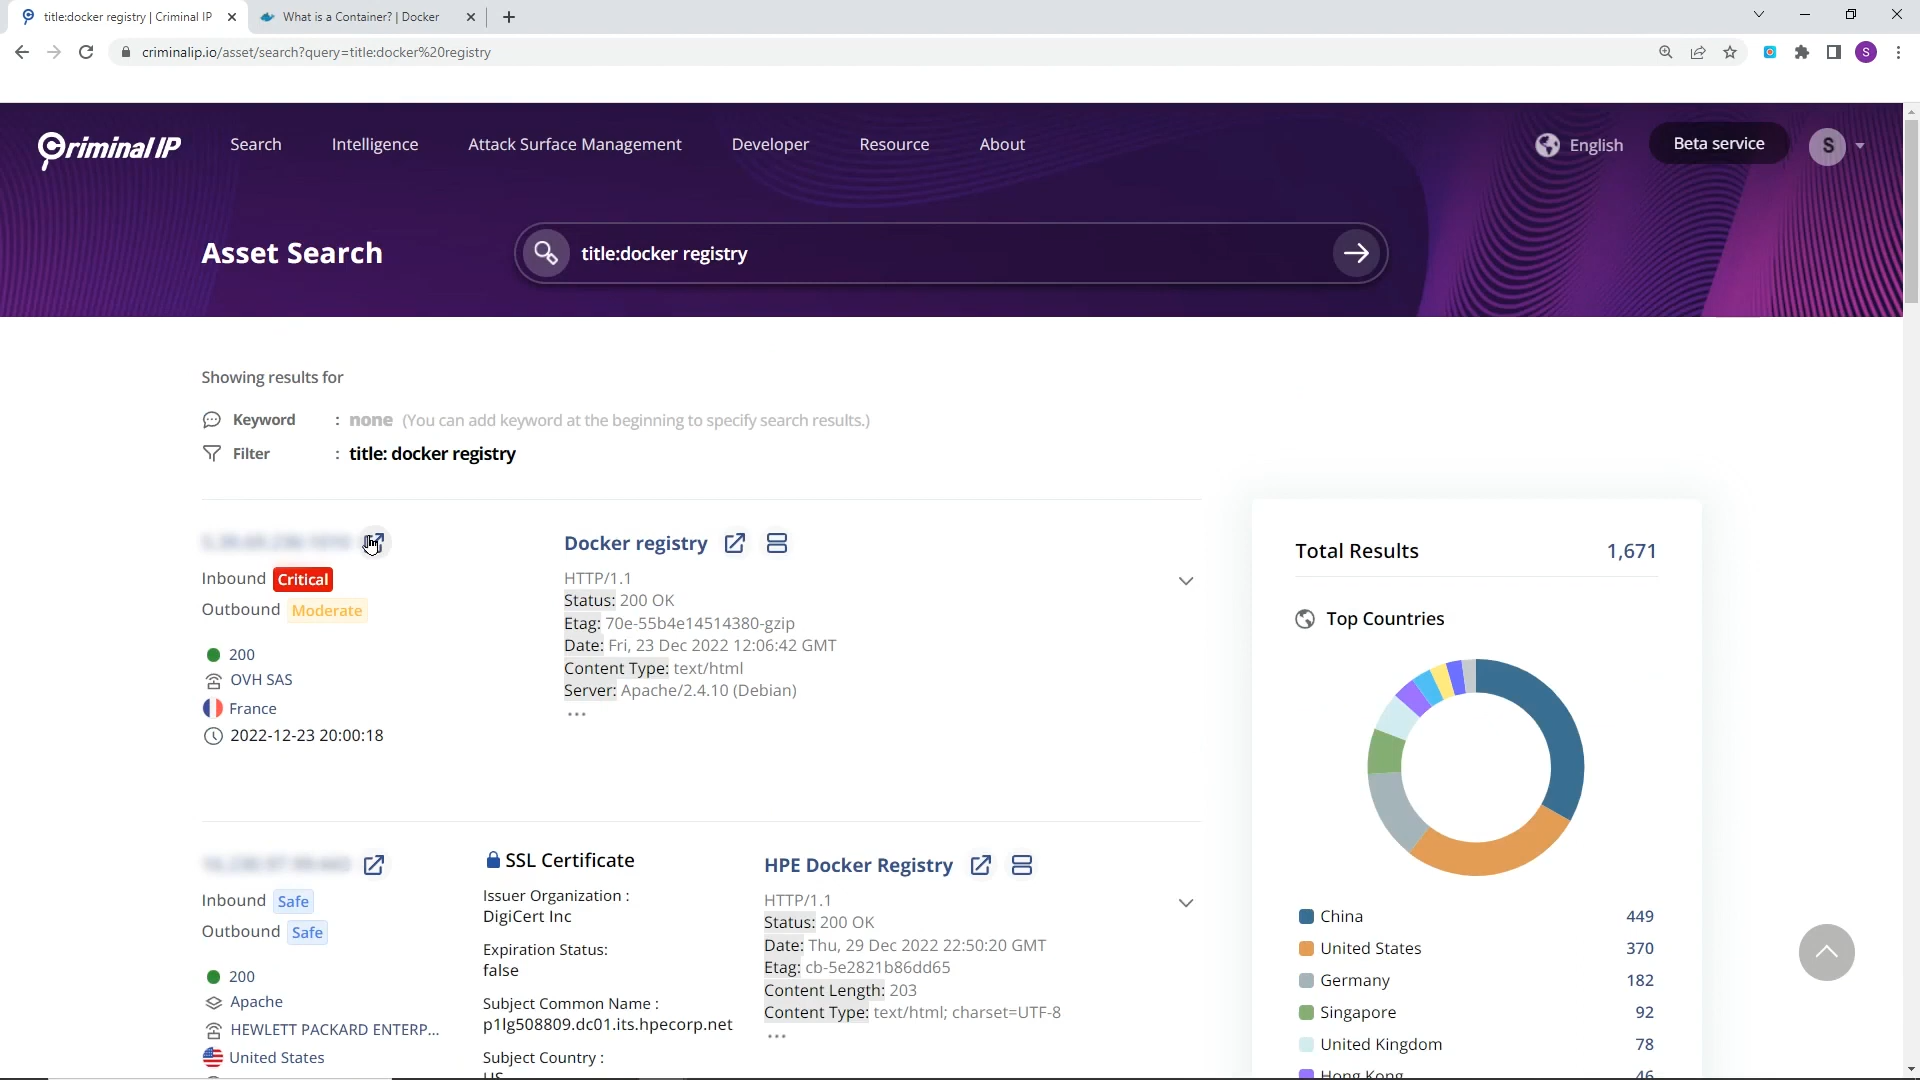 title:docker registry | Criminal IP
What is a Container? | Docker
criminalip.io/asset/search?query=title:docker%20registry
S
Criminal IP
Search
Intelligence
Attack Surface Management
Developer
Resource
About
English
Beta service
S
Asset Search
title:docker registry
Showing results for
Keyword : none (You can add keyword at the beginning to specify search results.)
Filter : title: docker registry
Inbound Critical
Outbound Moderate
200
OVH SAS
France
2022-12-23 20:00:18
Docker registry
HTTP/1.1
Status: 200 OK
Etag: 70e-55b4e14514380-gzip
Date: Fri, 23 Dec 2022 12:06:42 GMT
Content Type: text/html
Server: Apache/2.4.10 (Debian)
...
Inbound Safe
Outbound Safe
200
Apache
HEWLETT PACKARD ENTERP...
United States
SSL Certificate
Issuer Organization :
DigiCert Inc
Expiration Status:
false
Subject Common Name :
p1lg508809.dc01.its.hpecorp.net
Subject Country :
US
HPE Docker Registry
HTTP/1.1
Status: 200 OK
Date: Thu, 29 Dec 2022 22:50:20 GMT
Etag: cb-5e2821b86dd65
Content Length: 203
Content Type: text/html; charset=UTF-8
...
Total Results 1,671
Top Countries
China 449
United States 370
Germany 182
Singapore 92
United Kingdom 78
Hong Kong 46